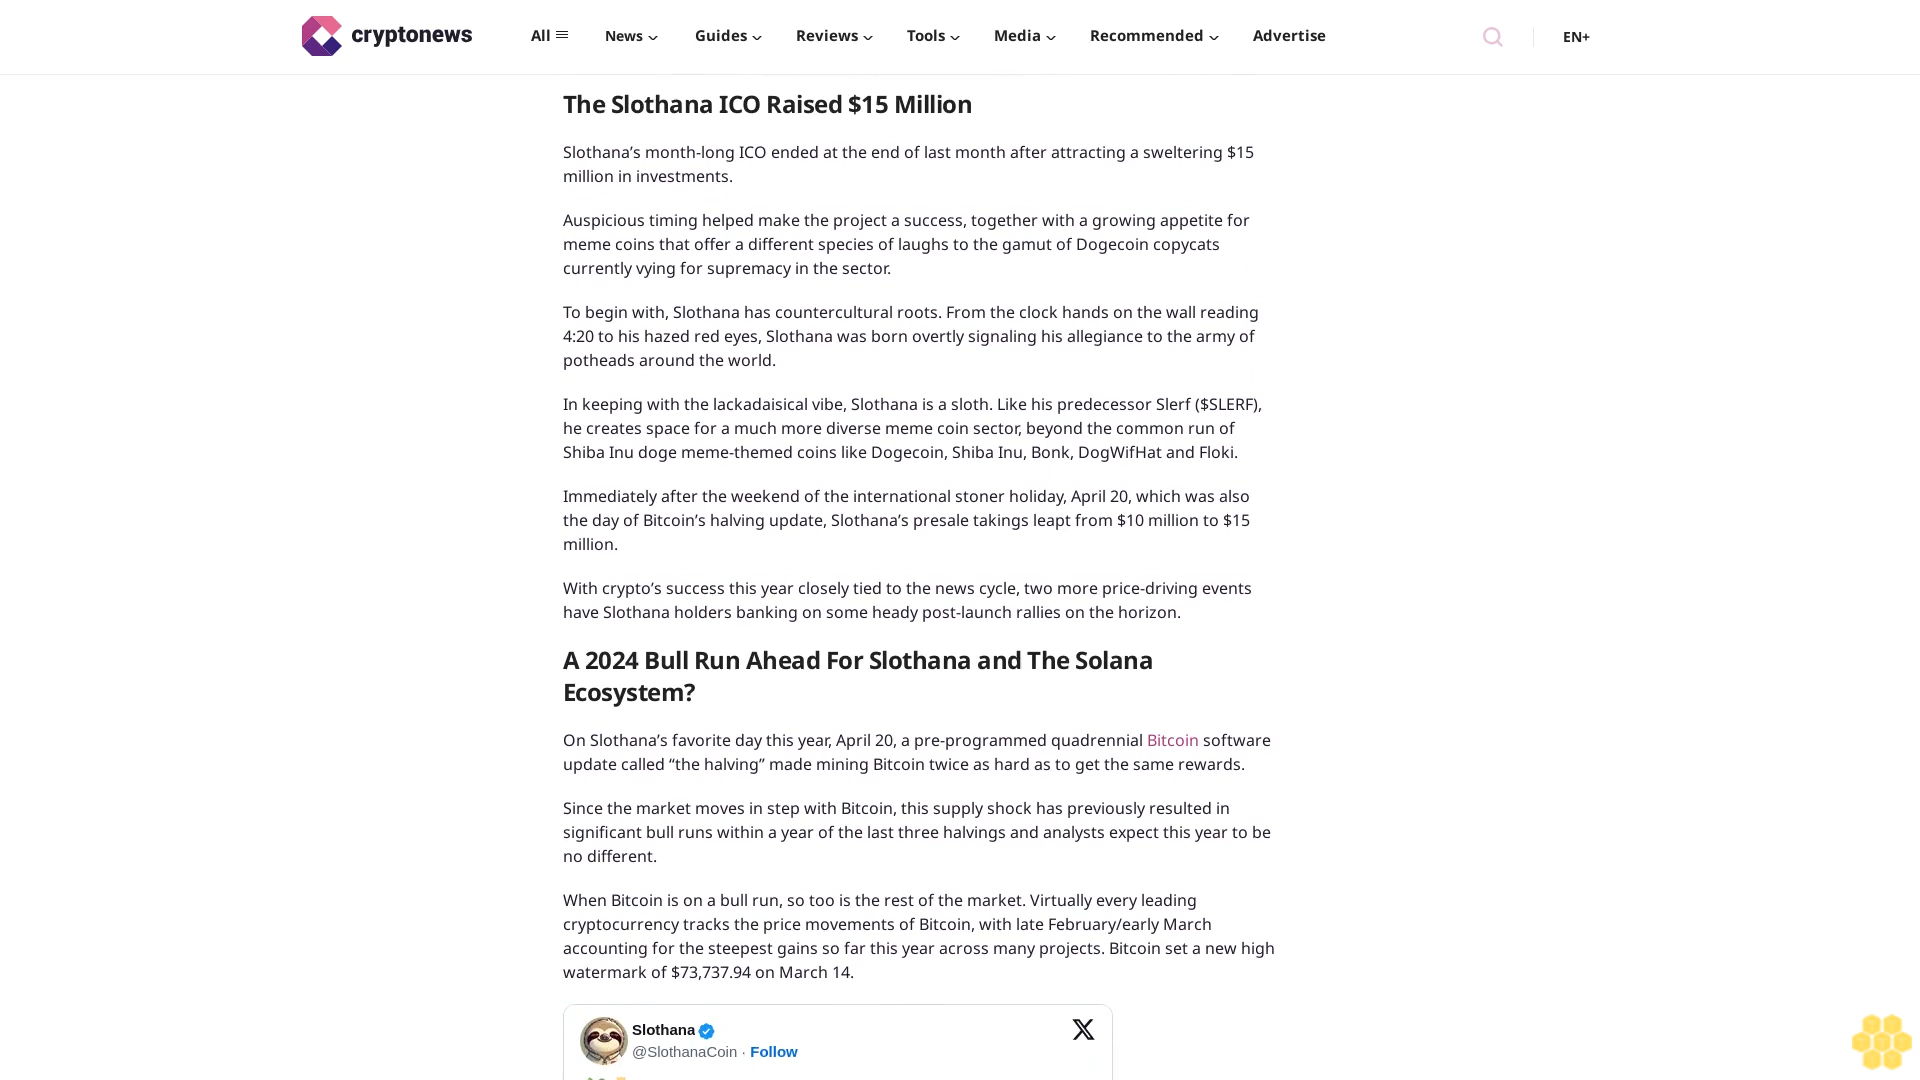 cryptonews
All
News
Guides
Reviews
Tools
Media
Recommended
Advertise
EN+
The Slothana ICO Raised $15 Million
Slothana’s month-long ICO ended at the end of last month after attracting a sweltering $15
million in investments.
Auspicious timing helped make the project a success, together with a growing appetite for
meme coins that offer a different species of laughs to the gamut of Dogecoin copycats
currently vying for supremacy in the sector.
To begin with, Slothana has countercultural roots. From the clock hands on the wall reading
4:20 to his hazed red eyes, Slothana was born overtly signaling his allegiance to the army of
potheads around the world.
In keeping with the lackadaisical vibe, Slothana is a sloth. Like his predecessor Slerf ($SLERF),
he creates space for a much more diverse meme coin sector, beyond the common run of
Shiba Inu doge meme-themed coins like Dogecoin, Shiba Inu, Bonk, DogWifHat and Floki.
Immediately after the weekend of the international stoner holiday, April 20, which was also
the day of Bitcoin’s halving update, Slothana’s presale takings leapt from $10 million to $15
million.
With crypto’s success this year closely tied to the news cycle, two more price-driving events
have Slothana holders banking on some heady post-launch rallies on the horizon.
A 2024 Bull Run Ahead For Slothana and The Solana
Ecosystem?
On Slothana’s favorite day this year, April 20, a pre-programmed quadrennial Bitcoin software
update called “the halving” made mining Bitcoin twice as hard as to get the same rewards.
Since the market moves in step with Bitcoin, this supply shock has previously resulted in
significant bull runs within a year of the last three halvings and analysts expect this year to be
no different.
When Bitcoin is on a bull run, so too is the rest of the market. Virtually every leading
cryptocurrency tracks the price movements of Bitcoin, with late February/early March
accounting for the steepest gains so far this year across many projects. Bitcoin set a new high
watermark of $73,737.94 on March 14.
Slothana
@SlothanaCoin · Follow